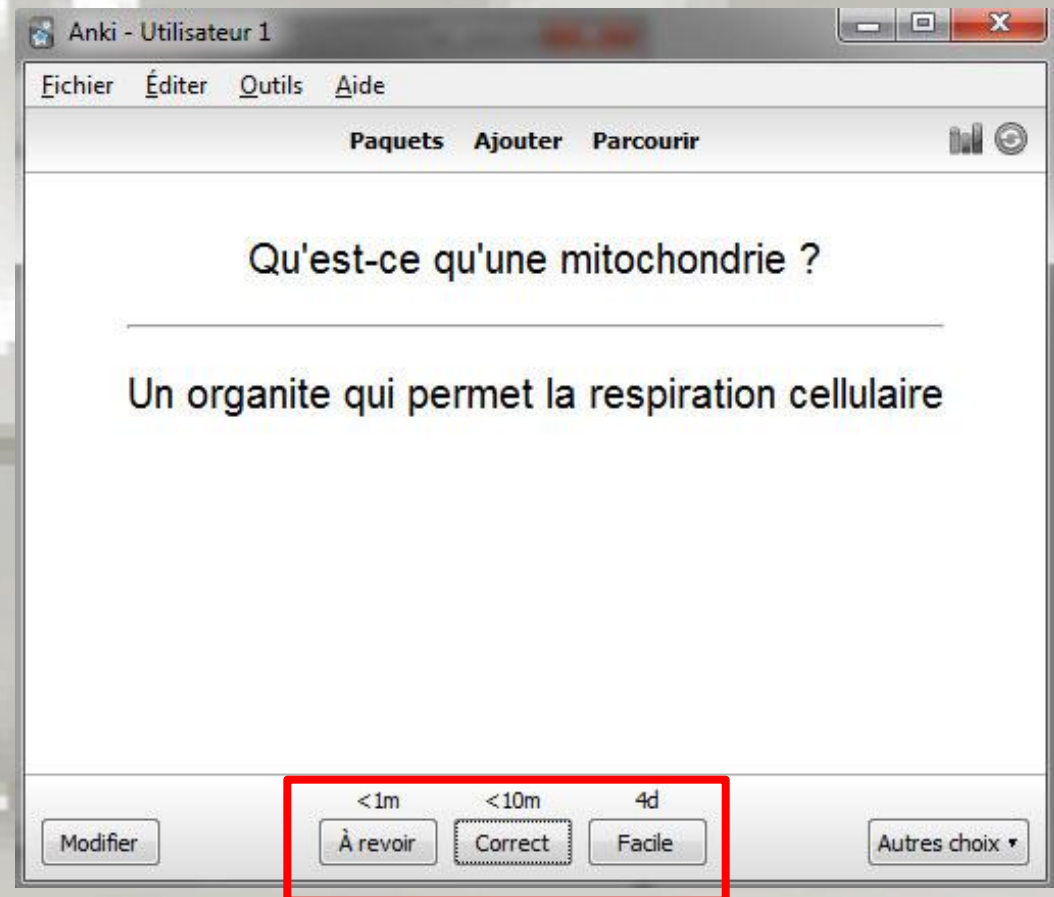 Anki - Utilisateur 1
Fichier Éditer Outils Aide
Paquets Ajouter Parcourir
Qu'est-ce qu'une mitochondrie ?
Un organite qui permet la respiration cellulaire
<1m <10m 4d
Modifier À revoir Correct Facile Autres choix